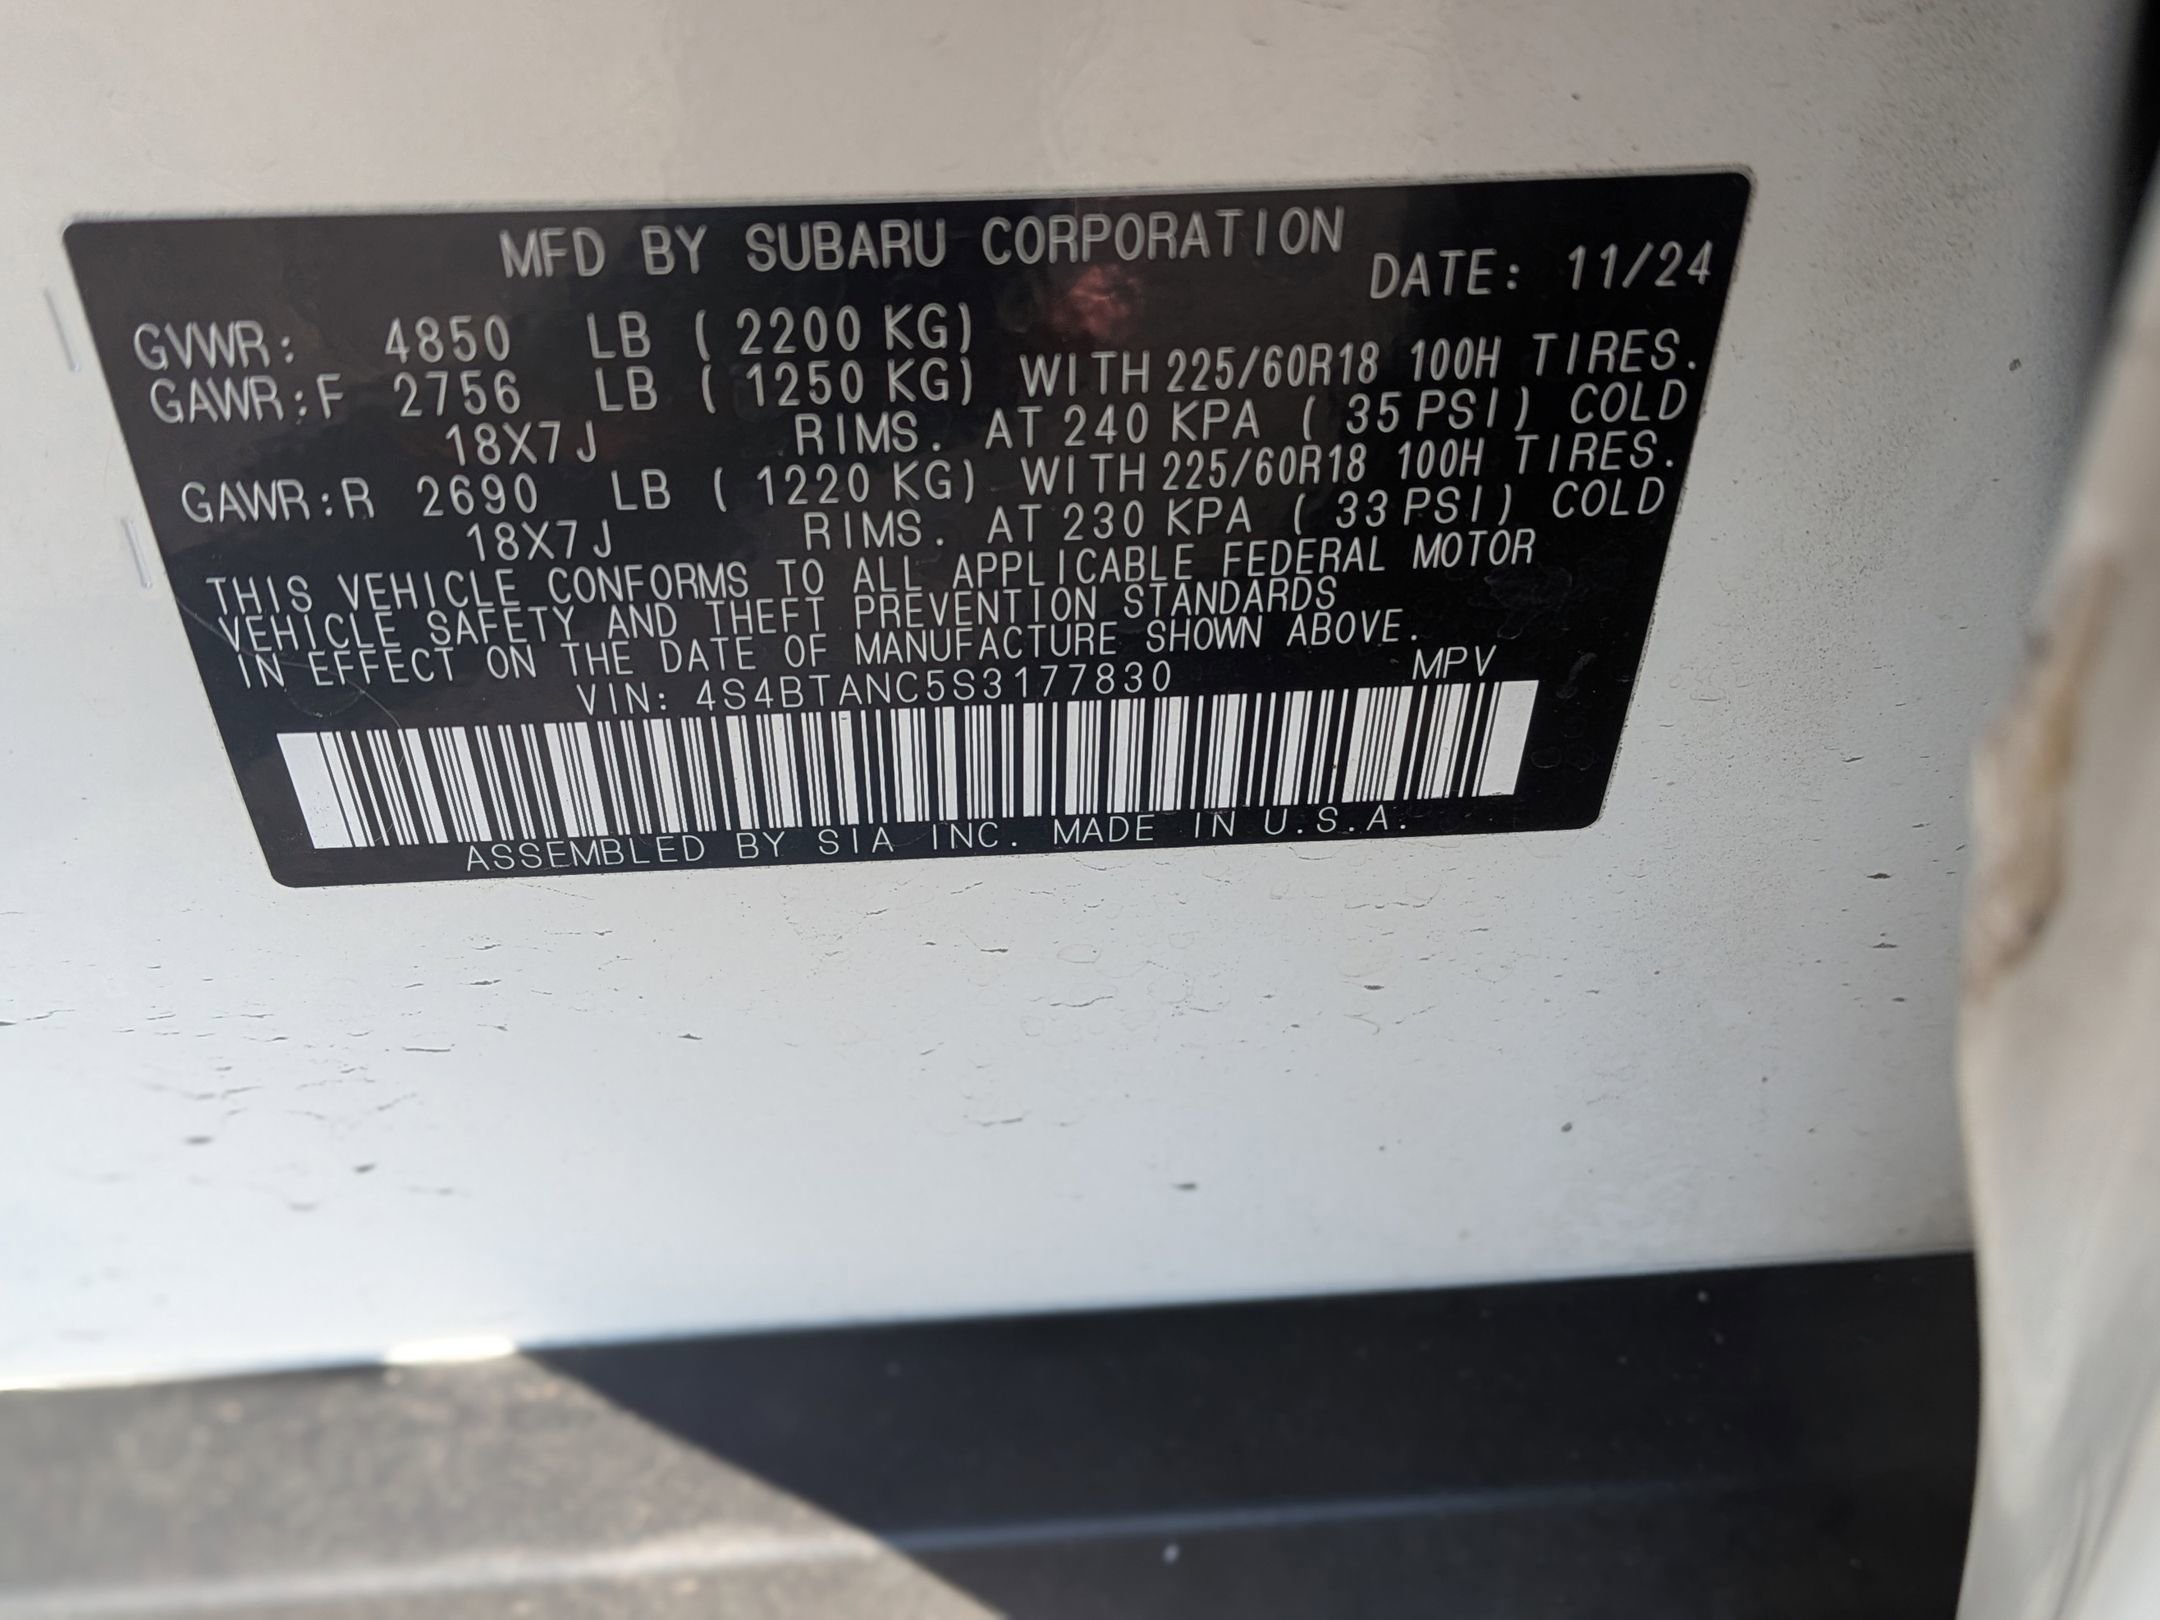 MFD BY SUBARU CORPORATION
DATE: 11/24
GVWR: 4850 LB ( 2200 KG)
GAWR:F 2756 LB ( 1250 KG) WITH 225/60R18 100H TIRES.
18X7J RIMS. AT 240 KPA ( 35 PSI) COLD
GAWR:R 2690 LB ( 1220 KG) WITH 225/60R18 100H TIRES.
18X7J RIMS. AT 230 KPA ( 33 PSI) COLD
THIS VEHICLE CONFORMS TO ALL APPLICABLE FEDERAL MOTOR
VEHICLE SAFETY AND THEFT PREVENTION STANDARDS
IN EFFECT ON THE DATE OF MANUFACTURE SHOWN ABOVE.
VIN: 4S4BTANC5S3177830 MPV
ASSEMBLED BY SIA INC. MADE IN U.S.A.